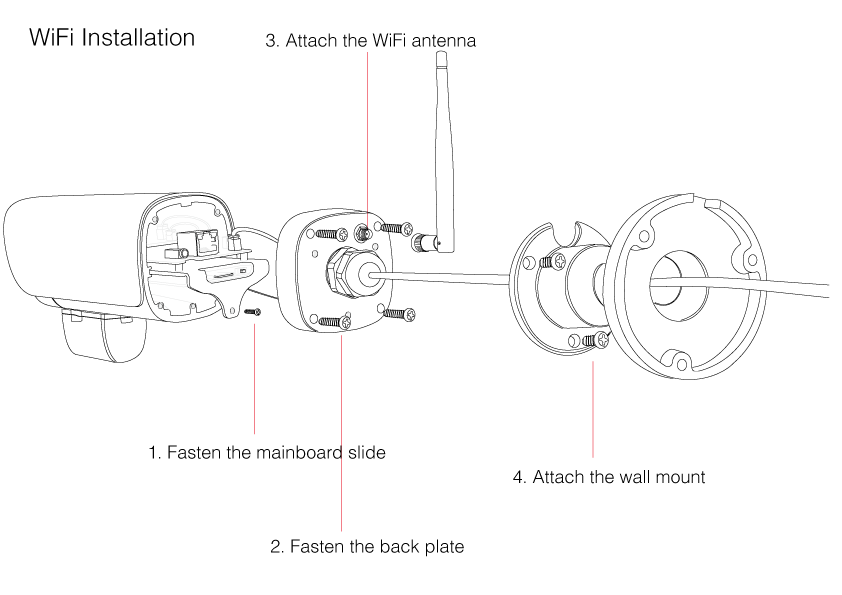 WiFi Installation
3. Attach the WiFi antenna
1. Fasten the mainboard slide
4. Attach the wall mount
2. Fasten the back plate